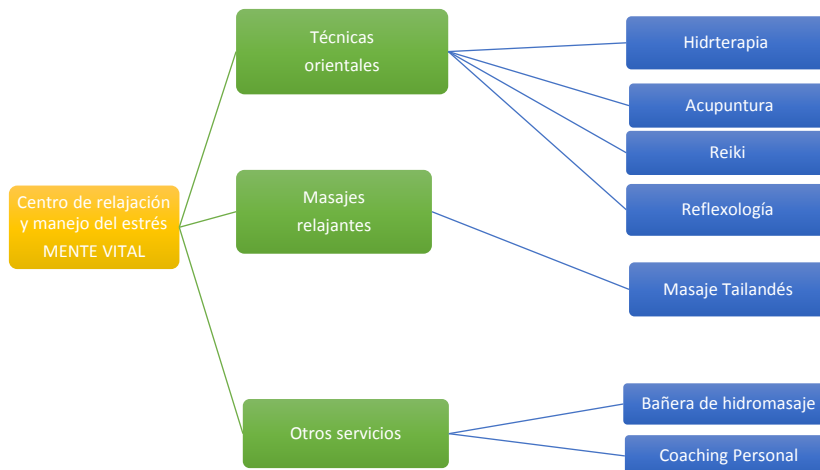 Centro de relajación
y manejo del estrés
MENTE VITAL
Técnicas
orientales
Hidrterapia
Acupuntura
Reiki
Reflexología
Masajes
relajantes
Masaje Tailandés
Otros servicios
Bañera de hidromasaje
Coaching Personal